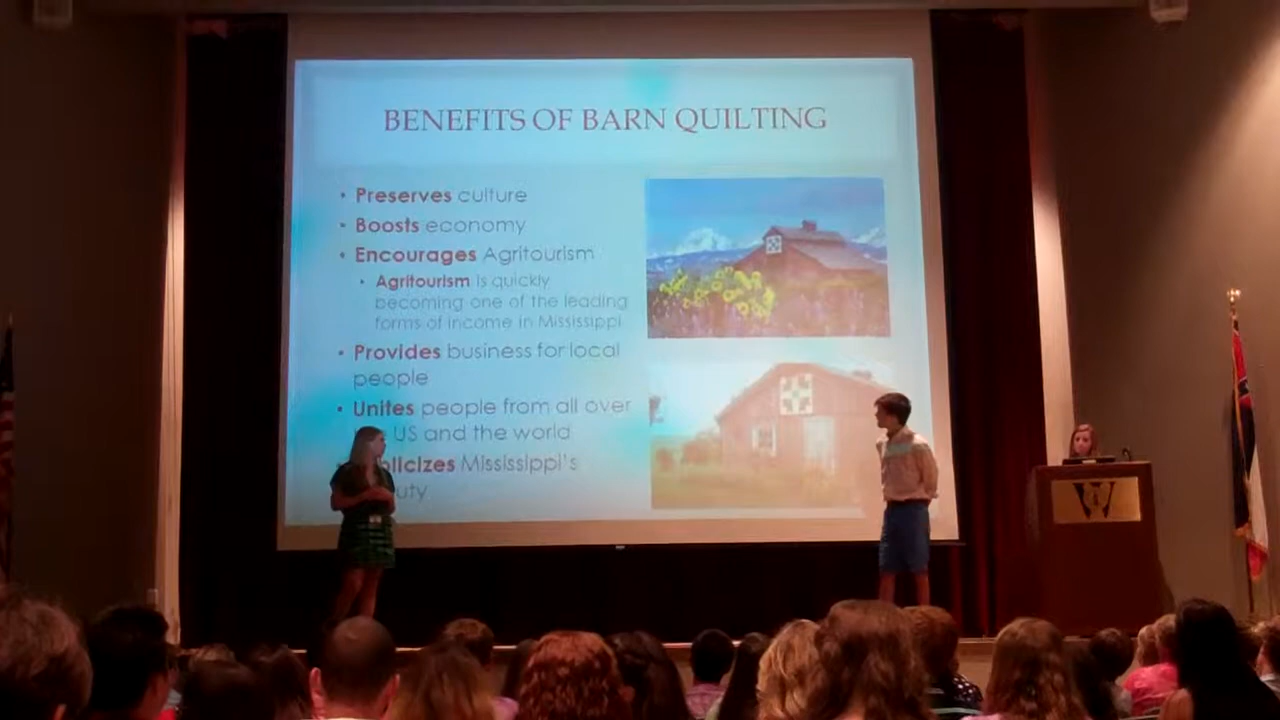 BENEFITS OF BARN QUILTING
• Preserves culture
• Boosts economy
• Encourages Agritourism
• Agritourism is quickly
becoming one of the leading
forms of income in Mississippi
• Provides business for local
people
• Unites people from all over
US and the world
blicizes Mississippi's
uty
W